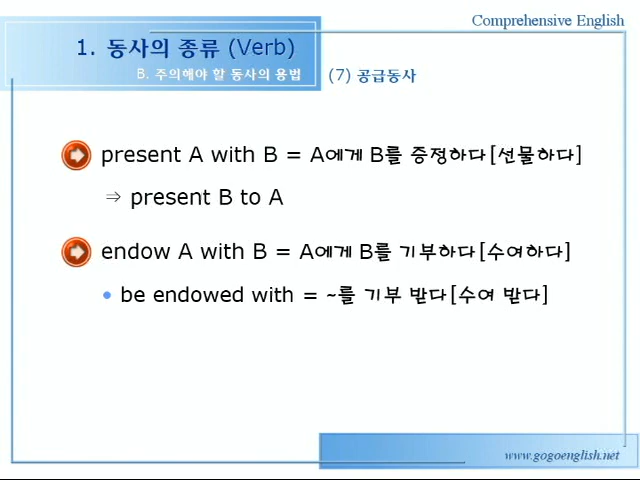 Comprehensive English
1. 동사의 종류 (Verb)
B. 주의해야 할 동사의 용법
(7) 공급동사
present A with B = A에게 B를 증정하다[선물하다]
⇒ present B to A
endow A with B = A에게 B를 기부하다[수여하다]
• be endowed with = ~를 기부 받다[수여 받다]
www.gogoenglish.net